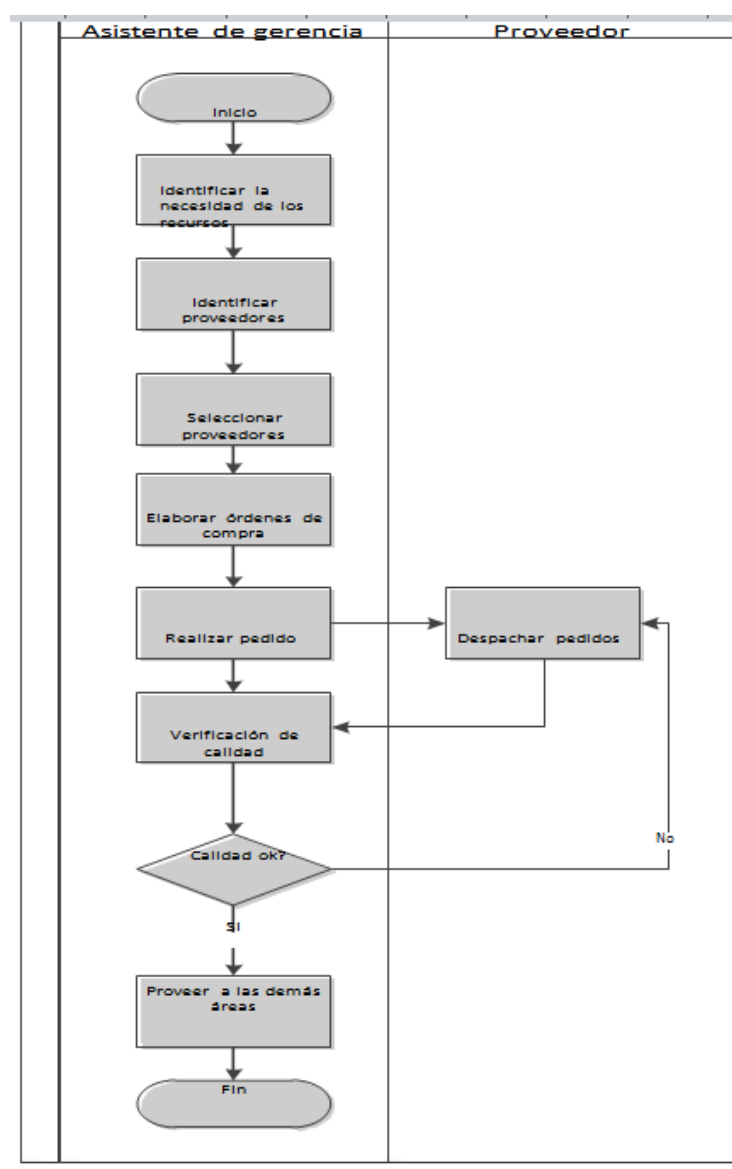 Asistente de gerencia
Proveedor
Inicio
Identificar la
necesidad de los
recursos
Identificar
proveedores
Seleccionar
proveedores
Elaborar órdenes de
compra
Realizar pedido
Despachar pedidos
Verificación de
calidad
Calidad ok?
No
Si
Proveer a las demás
áreas
Fin